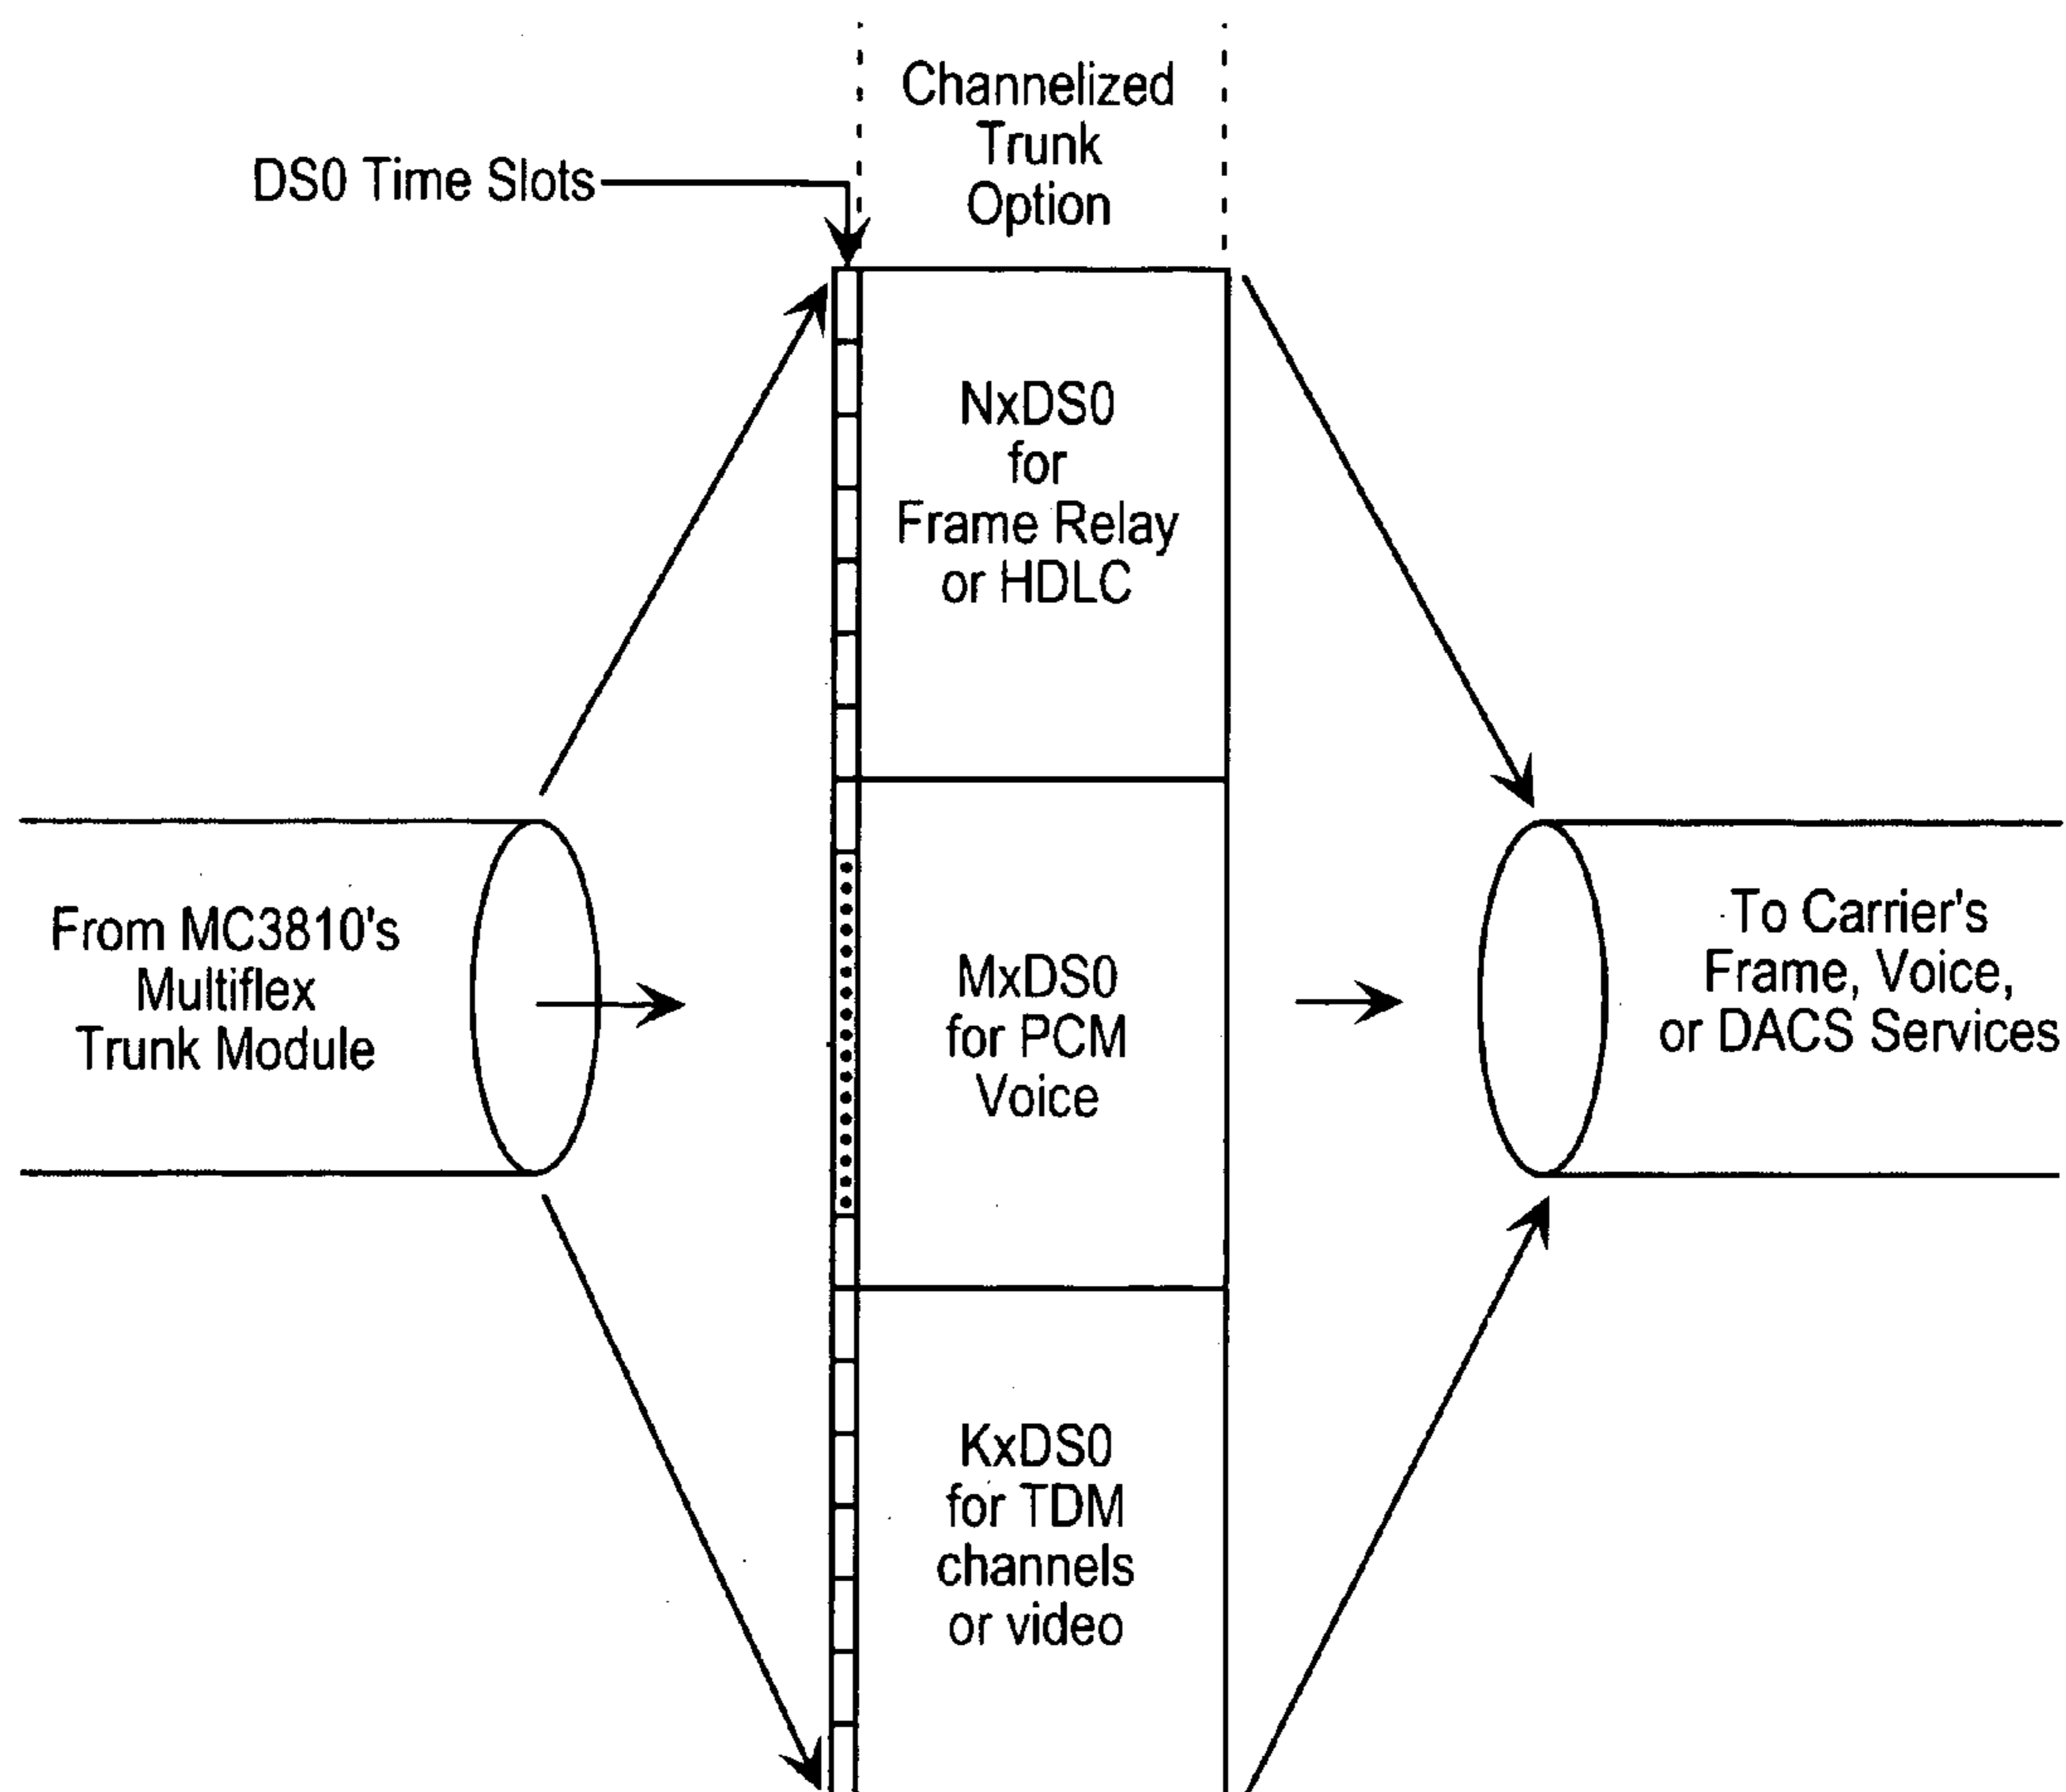 Channelized
Trunk
Option
DS0 Time Slots
NxDS0
for
Frame Relay
or HDLC
From MC3810's
Multiflex
Trunk Module
MxDS0
for PCM
Voice
To Carrier's
Frame, Voice,
or DACS Services
KxDS0
for TDM
channels
or video